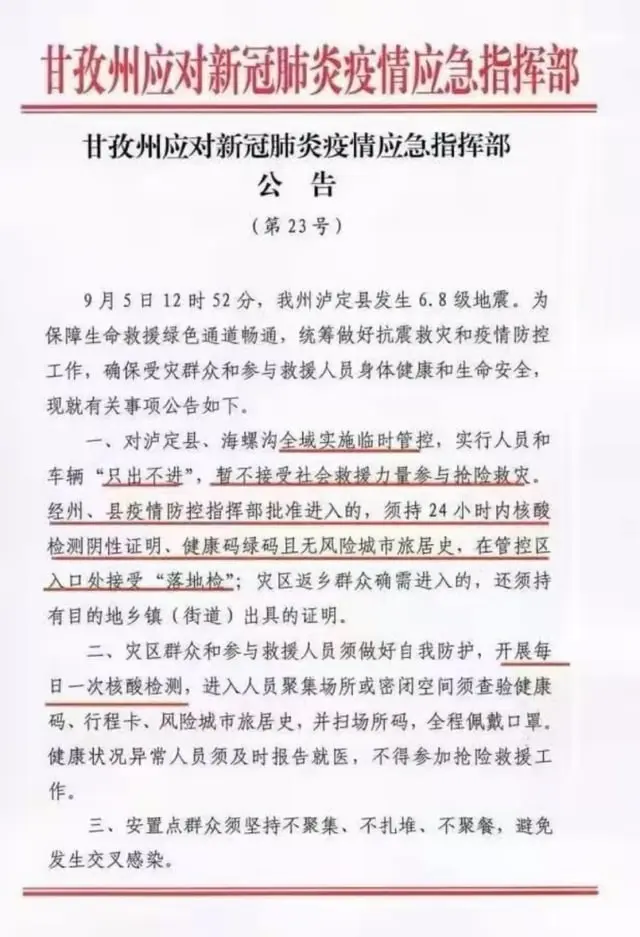 甘孜州应对新冠肺炎疫情应急指挥部
甘孜州应对新冠肺炎疫情应急指挥部
公告
（第23号）
9月5日12时52分，我州泸定县发生6.8级地震。为
保障生命救援绿色通道畅通，统筹做好抗震救灾和疫情防控
工作，确保受灾群众和参与救援人员身体健康和生命安全，
现就有关事项公告如下。
一、对泸定县、海螺沟全域实施临时管控，实行人员和
车辆“只出不进”，暂不接受社会救援力量参与抢险救灾。
经州、县疫情防控指挥部批准进入的，须持24小时内核酸
检测阴性证明、健康码绿码且无风险城市旅居史，在管控区
入口处接受“落地检”；灾区返乡群众确需进入的，还须持
有目的地乡镇（街道）出具的证明。
二、灾区群众和参与救援人员须做好自我防护，开展每
日一次核酸检测，进入人员聚集场所或密闭空间须查验健康
码、行程卡、风险城市旅居史，并扫场所码，全程佩戴口罩。
健康状况异常人员须及时报告就医，不得参加抢险救援工
作。
三、安置点群众须坚持不聚集、不扎堆、不聚餐，避免
发生交叉感染。